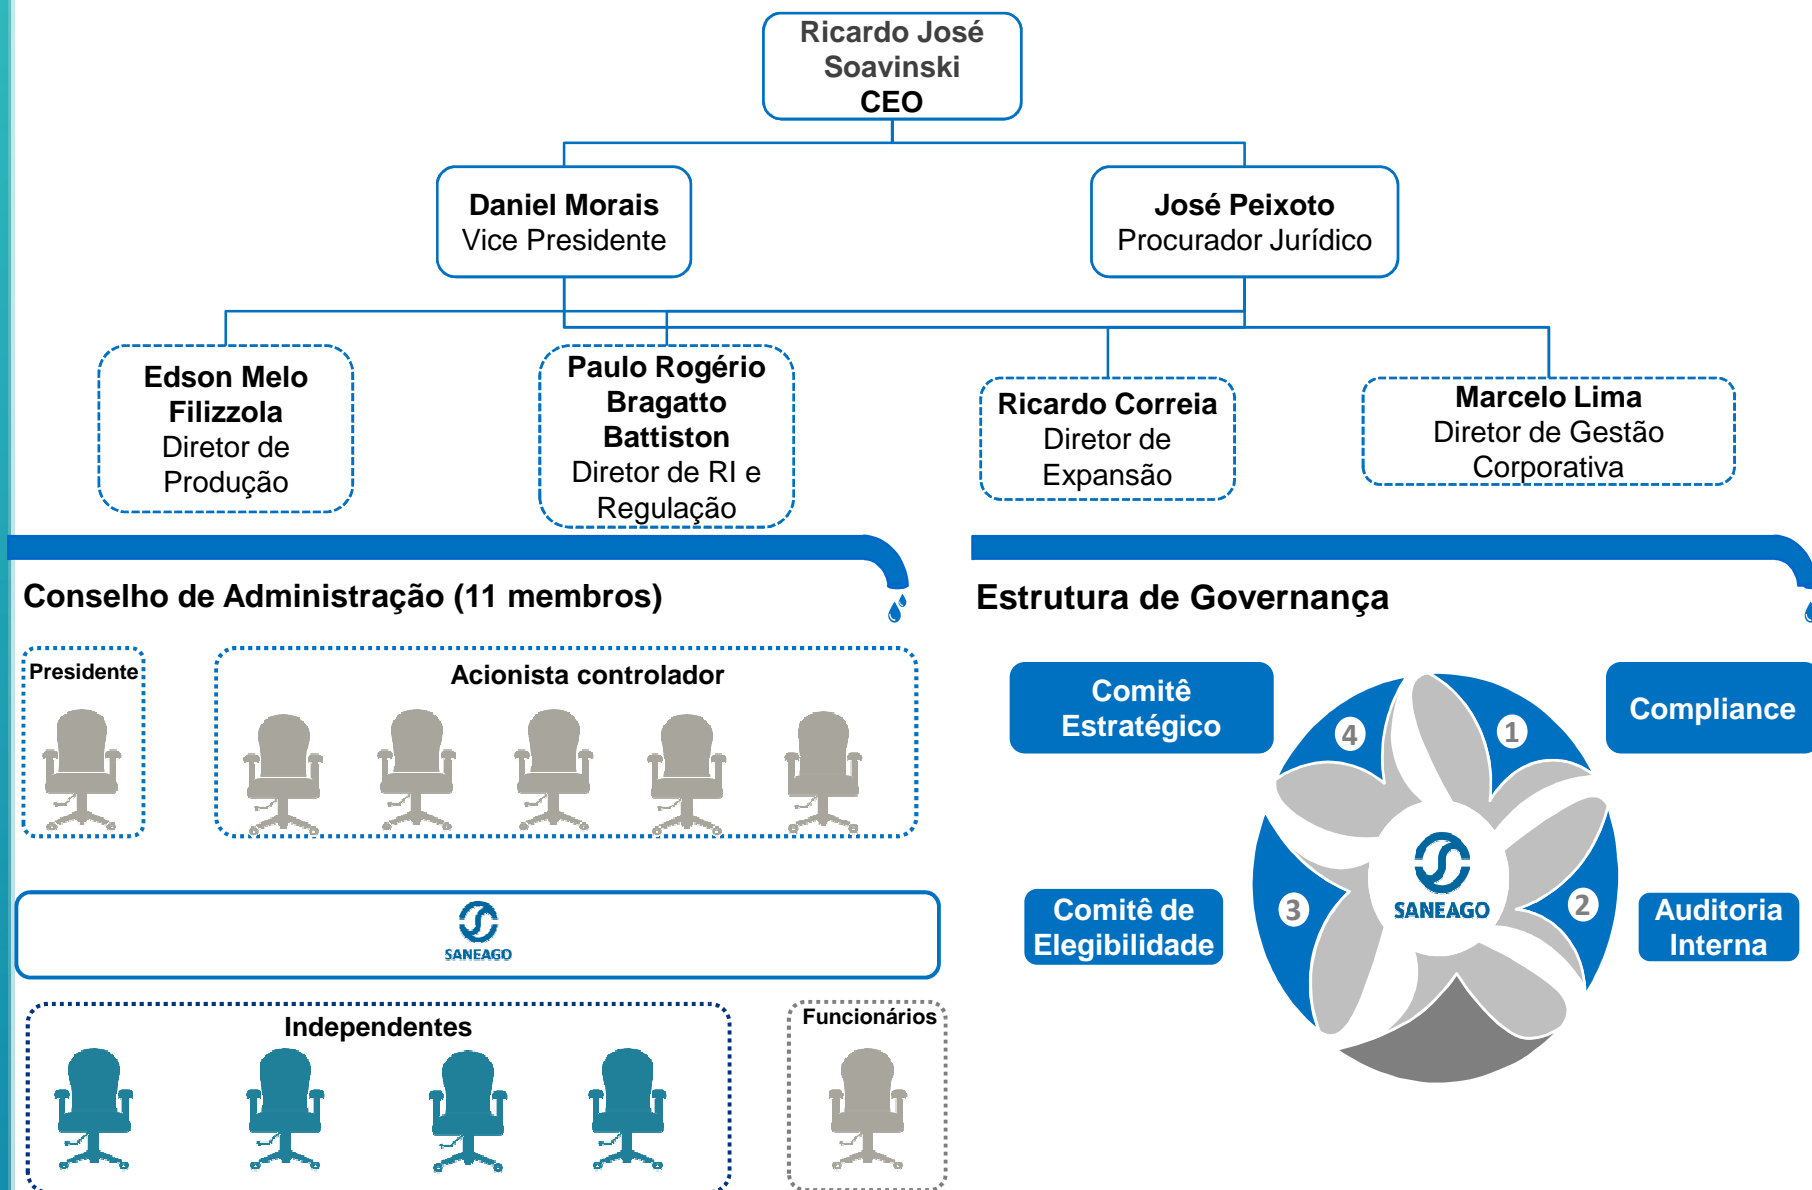 Ricardo José
Soavinski
CEO
Daniel Morais
Vice Presidente
José Peixoto
Procurador Jurídico
Edson Melo
Filizzola
Diretor de
Produção
Paulo Rogério
Bragatto
Battiston
Diretor de RI e
Regulação
Ricardo Correia
Diretor de
Expansão
Marcelo Lima
Diretor de Gestão
Corporativa
Conselho de Administração (11 membros)
Presidente
Acionista controlador
SANEAGO
Independentes
Funcionários
Estrutura de Governança
Comitê
Estratégico
4
1
Compliance
Comitê de
Elegibilidade
3
SANEAGO
2
Auditoria
Interna